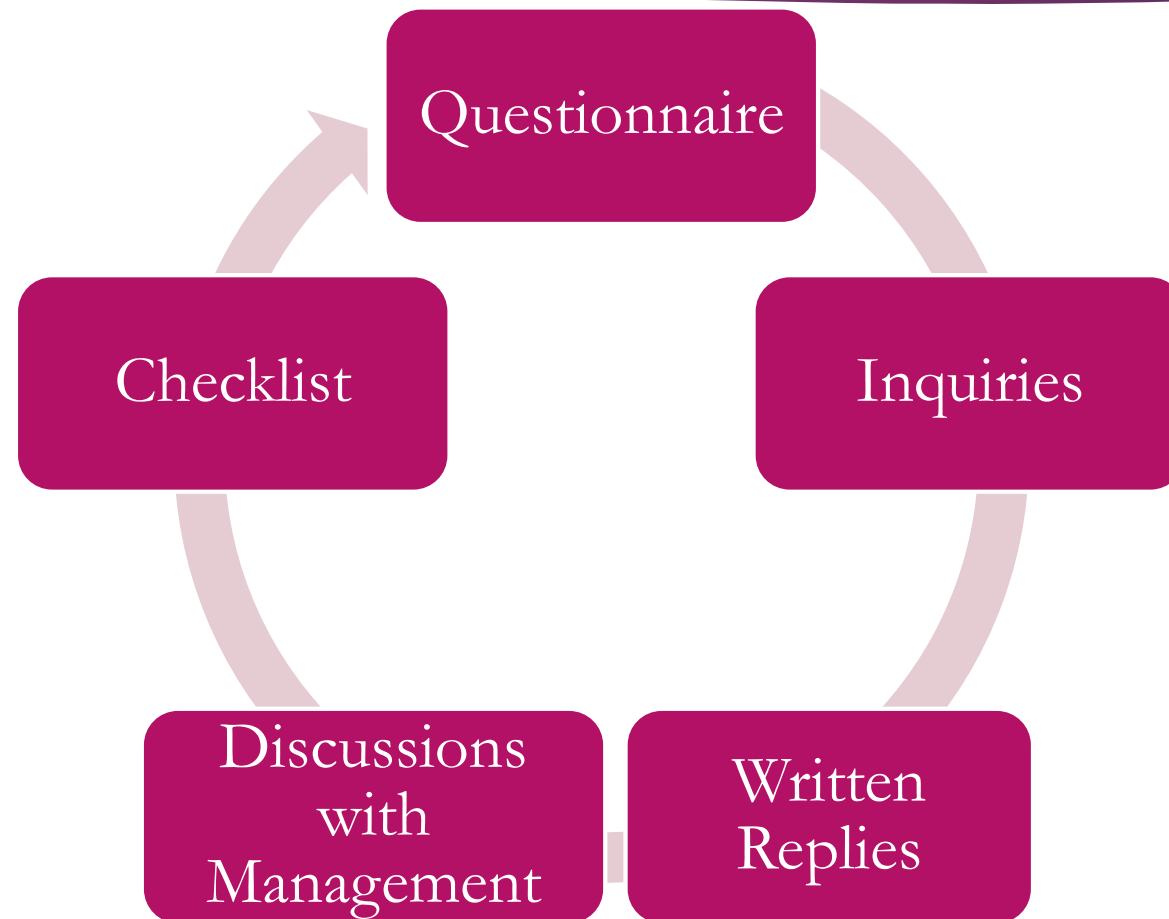 Questionnaire
Inquiries
Written
Replies
Discussions
with
Management
Checklist